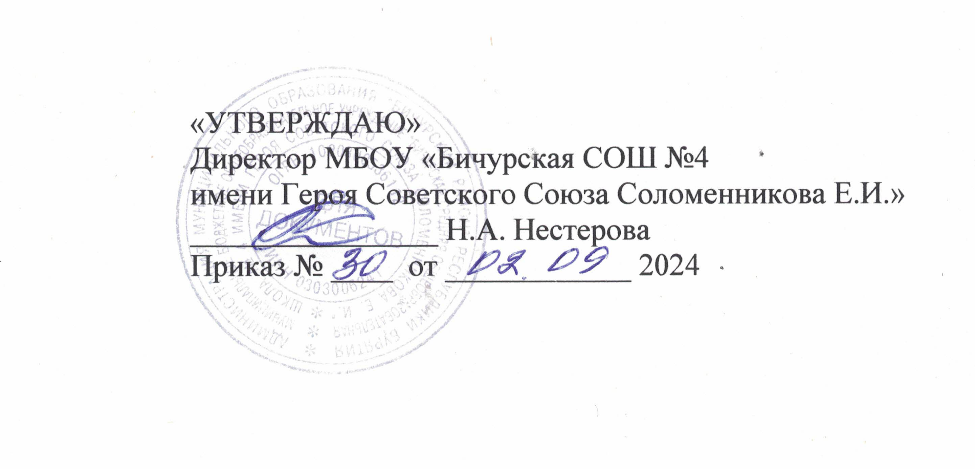 «УТВЕРЖДАЮ»
Директор МБОУ «Бичурская СОШ №4
имени Героя Советского Союза Соломенникова Е.И.»
Н.А. Нестерова
Приказ № 30 от 02.09 2024
ДОКУМЕНТОВ